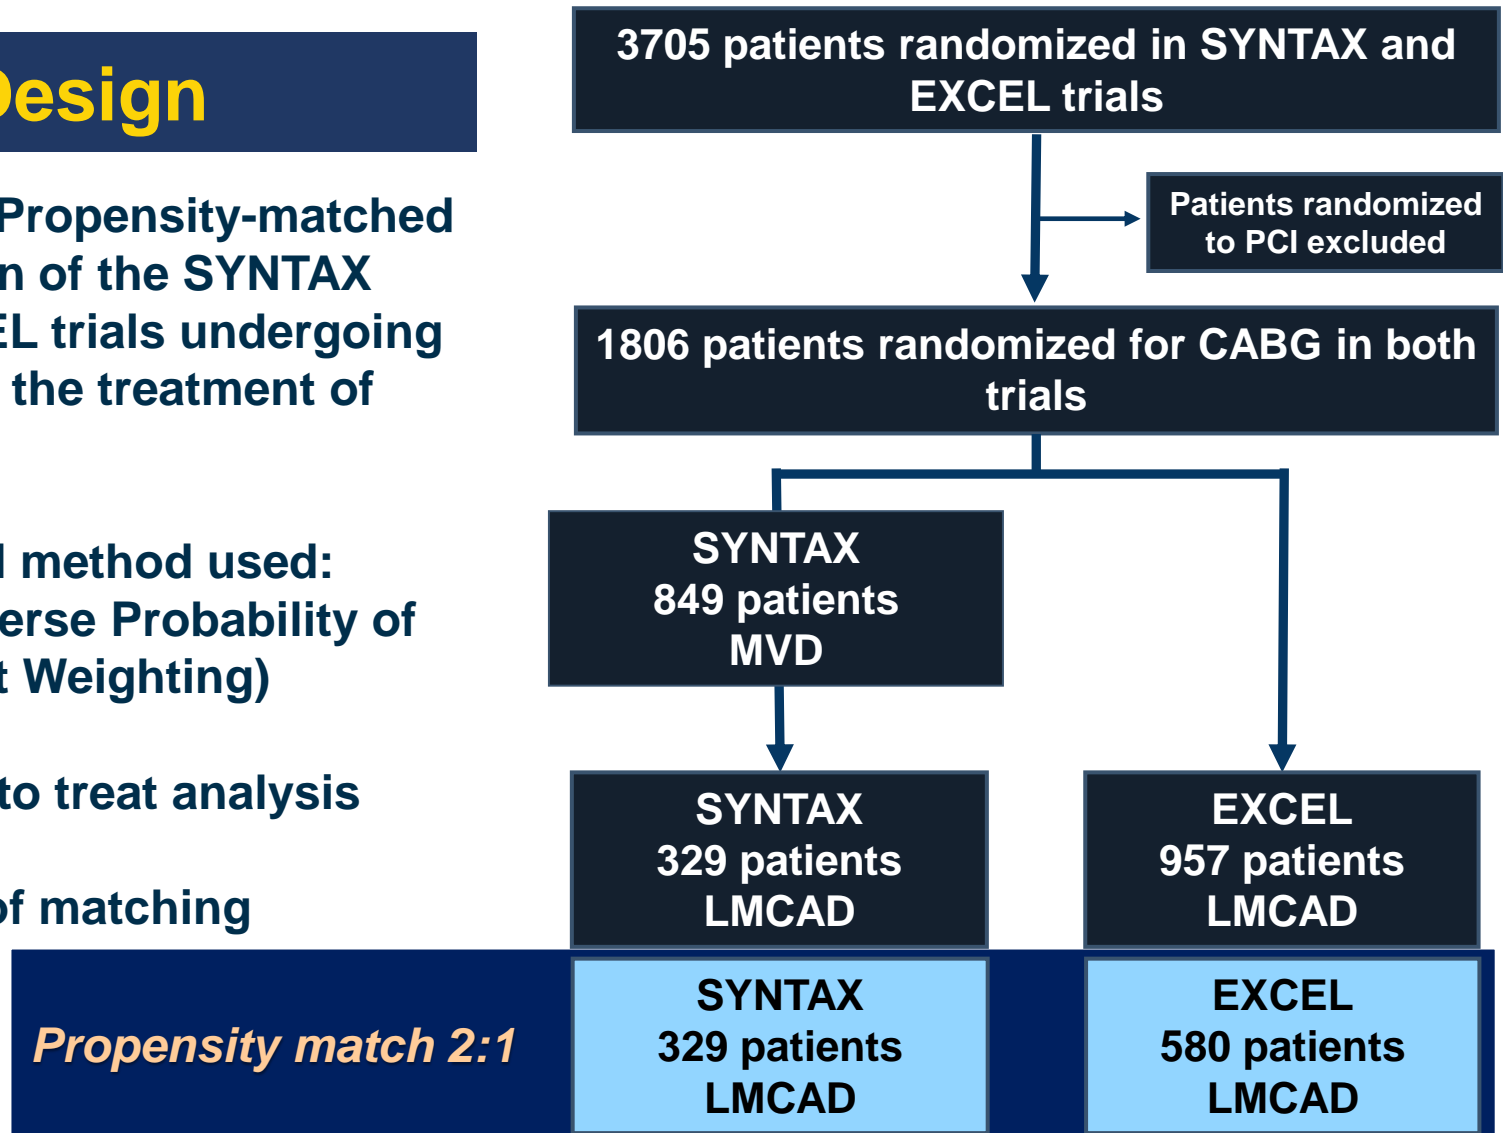 Design
Propensity-matched
n of the SYNTAX
EL trials undergoing
the treatment of
l method used:
erse Probability of
t Weighting)
to treat analysis
of matching
3705 patients randomized in SYNTAX and
EXCEL trials
Patients randomized
to PCI excluded
1806 patients randomized for CABG in both
trials
SYNTAX
849 patients
MVD
SYNTAX
329 patients
LMCAD
EXCEL
957 patients
LMCAD
Propensity match 2:1
SYNTAX
329 patients
LMCAD
EXCEL
580 patients
LMCAD